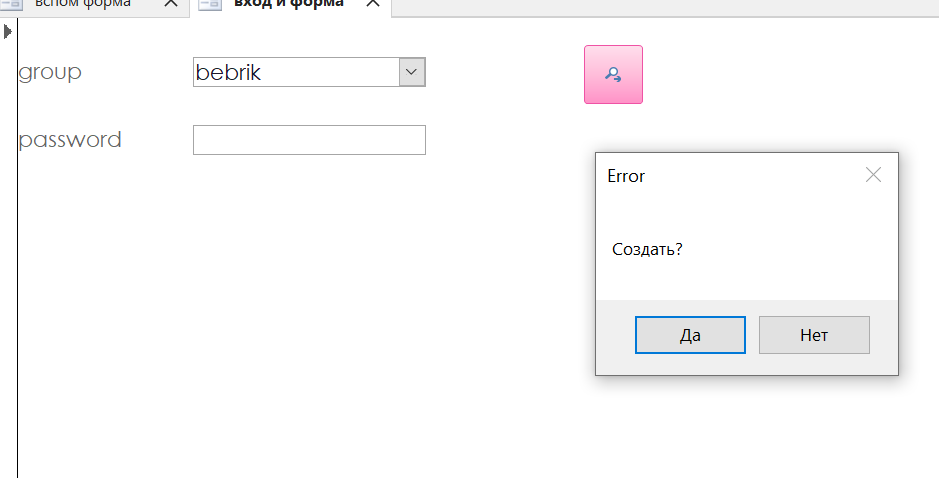 вспом форма
вход и форма
group
bebrik
password
Error
Создать?
Да
Нет